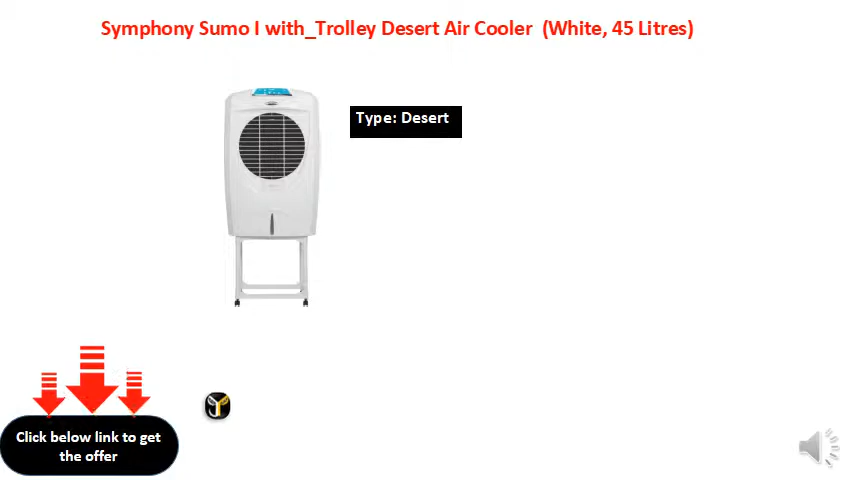 Symphony Sumo I with_Trolley Desert Air Cooler  (White, 45 Litres)
Type: Desert
Click below link to get
the offer